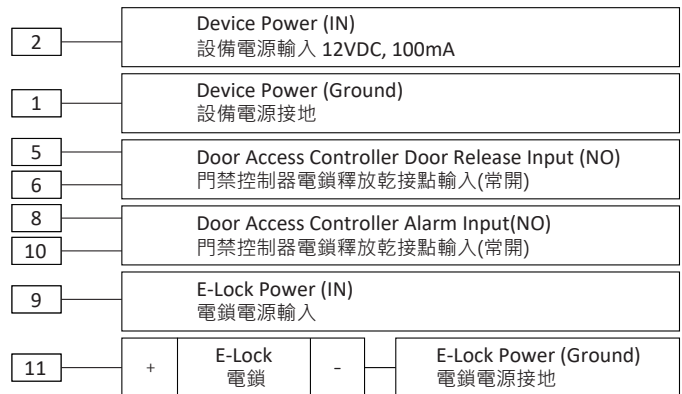 2
Device Power (IN)
設備電源輸入 12VDC, 100mA
1
Device Power (Ground)
設備電源接地
5
6
Door Access Controller Door Release Input (NO)
門禁控制器電鎖釋放乾接點輸入(常開)
8
10
Door Access Controller Alarm Input(NO)
門禁控制器電鎖釋放乾接點輸入(常開)
9
E-Lock Power (IN)
電鎖電源輸入
11
+
E-Lock
電鎖
-
E-Lock Power (Ground)
電鎖電源接地